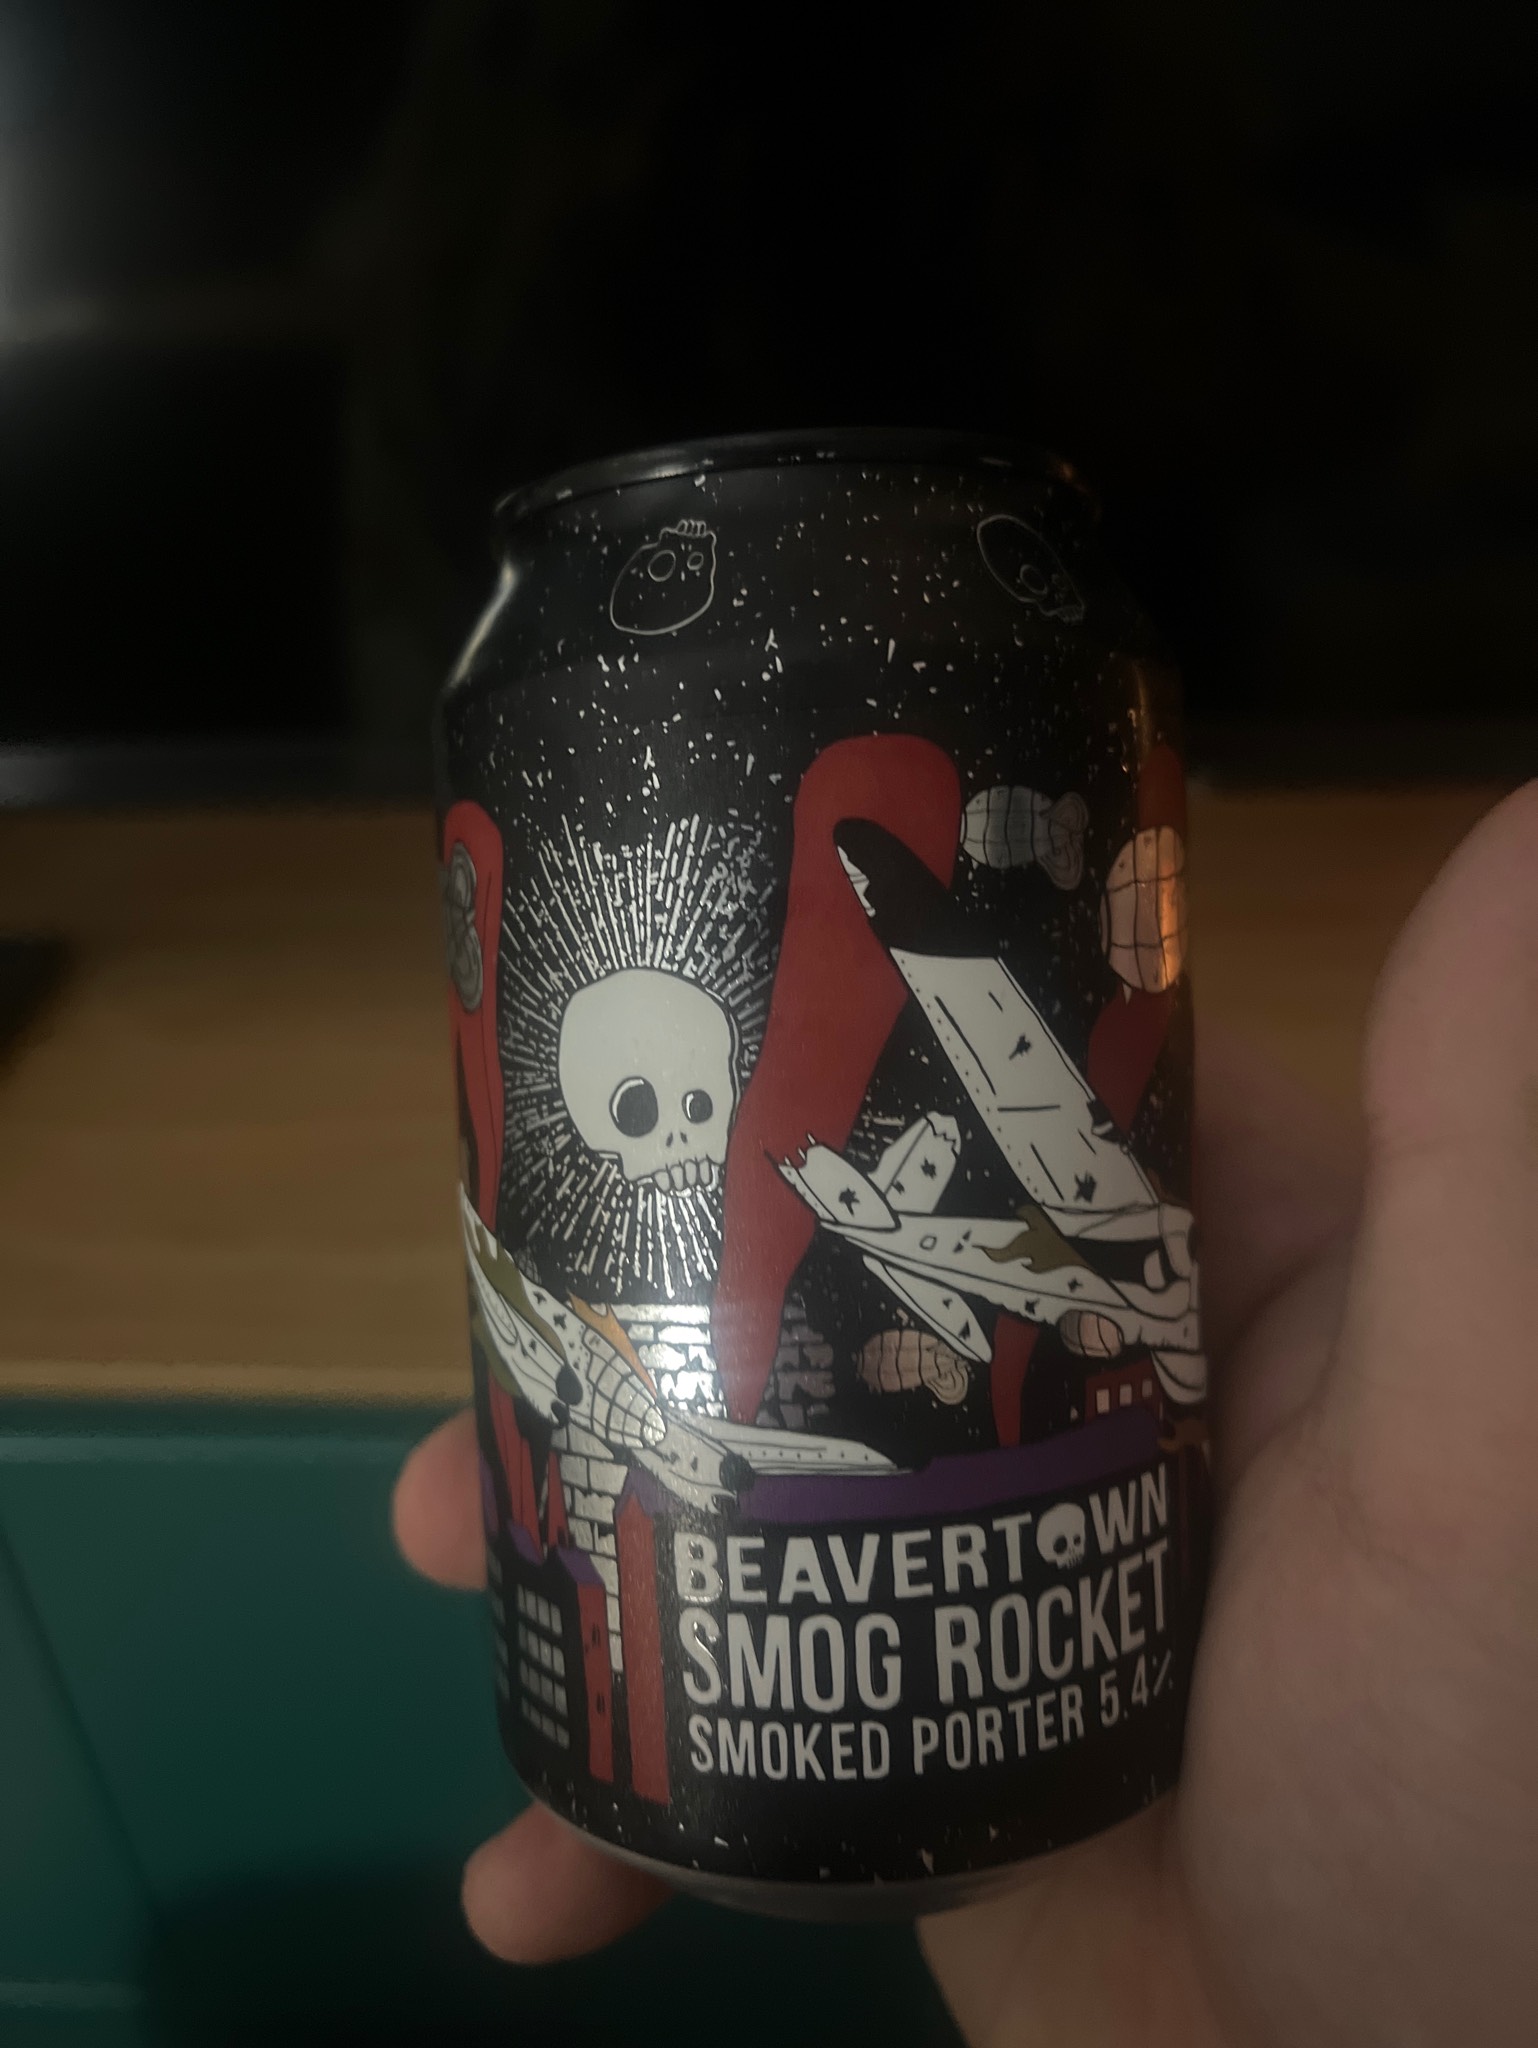 BEAVERTOWN
SMOG ROCKET
SMOKED PORTER 5.4%